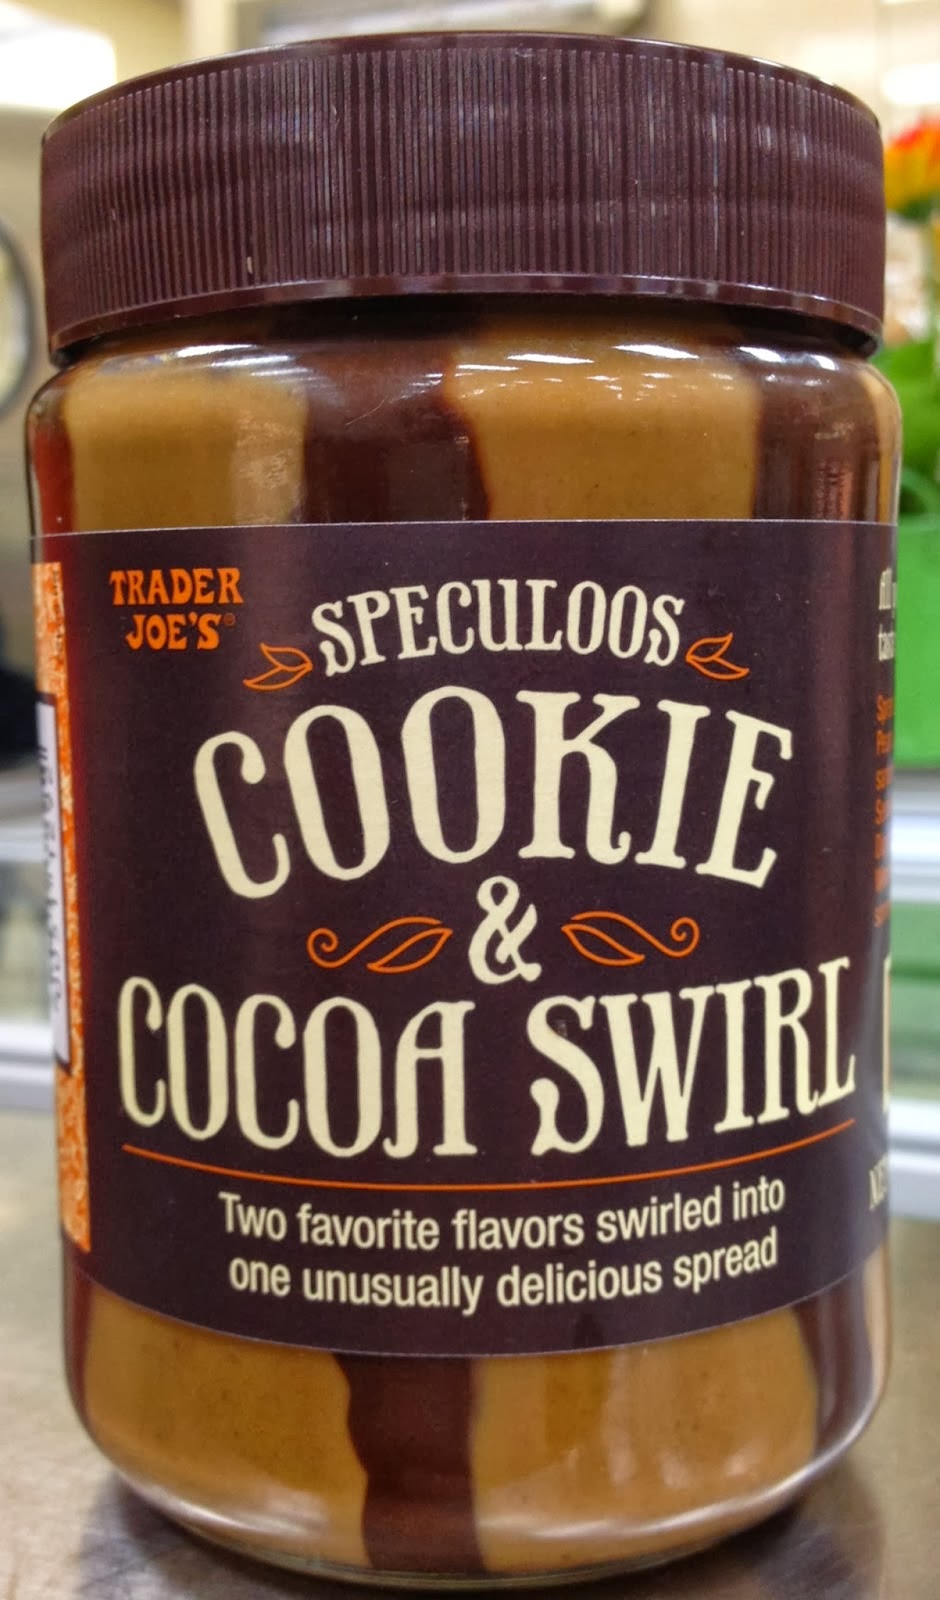 TRADER
JOE'S®
SPECULOOS
COOKIE
&
COCOA SWIRL
Two favorite flavors swirled into
one unusually delicious spread